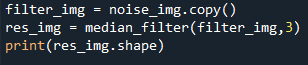 filter_img = noise_img.copy()
res_img = median_filter(filter_img,3)
print(res_img.shape)